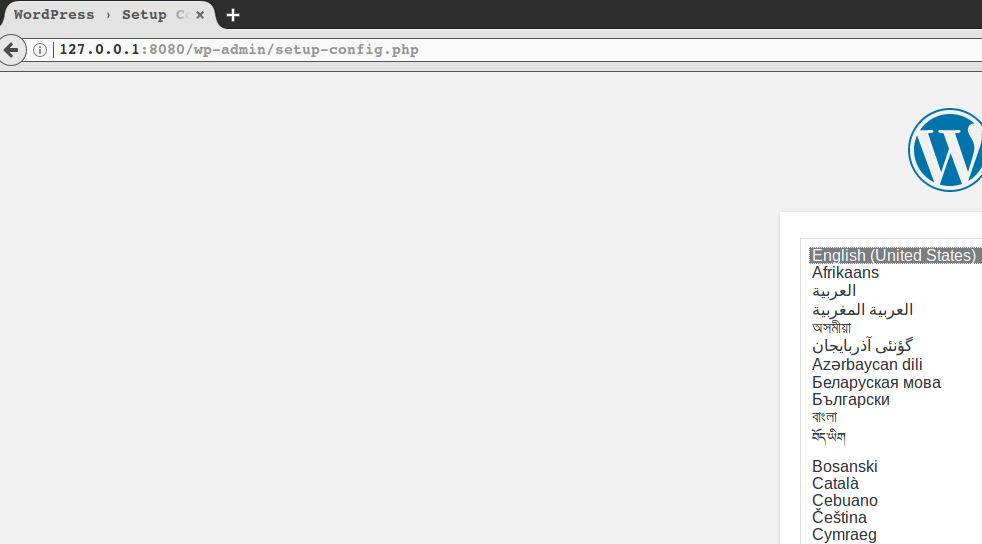 WordPress › Setup Co
127.0.0.1:8080/wp-admin/setup-config.php
English (United States)
Afrikaans
العربية
العربية المغربية
অসমীয়া
گؤنئی آذربایجان
Azərbaycan dili
Беларуская мова
Български
বাংলা
བོད་ཡིག
Bosanski
Català
Cebuano
Čeština
Cymraeg